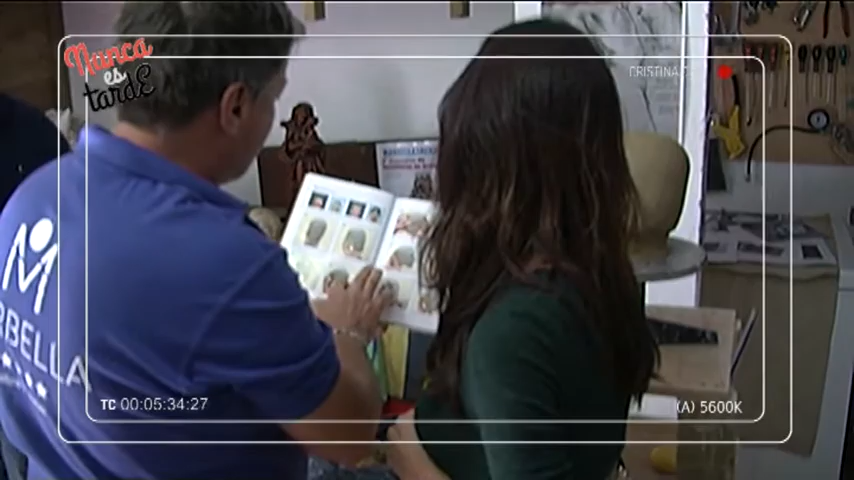 Nunca
es
tardE
CRISTINA
M
RBELLA
TC 00:05:34:27
(A) 5600K